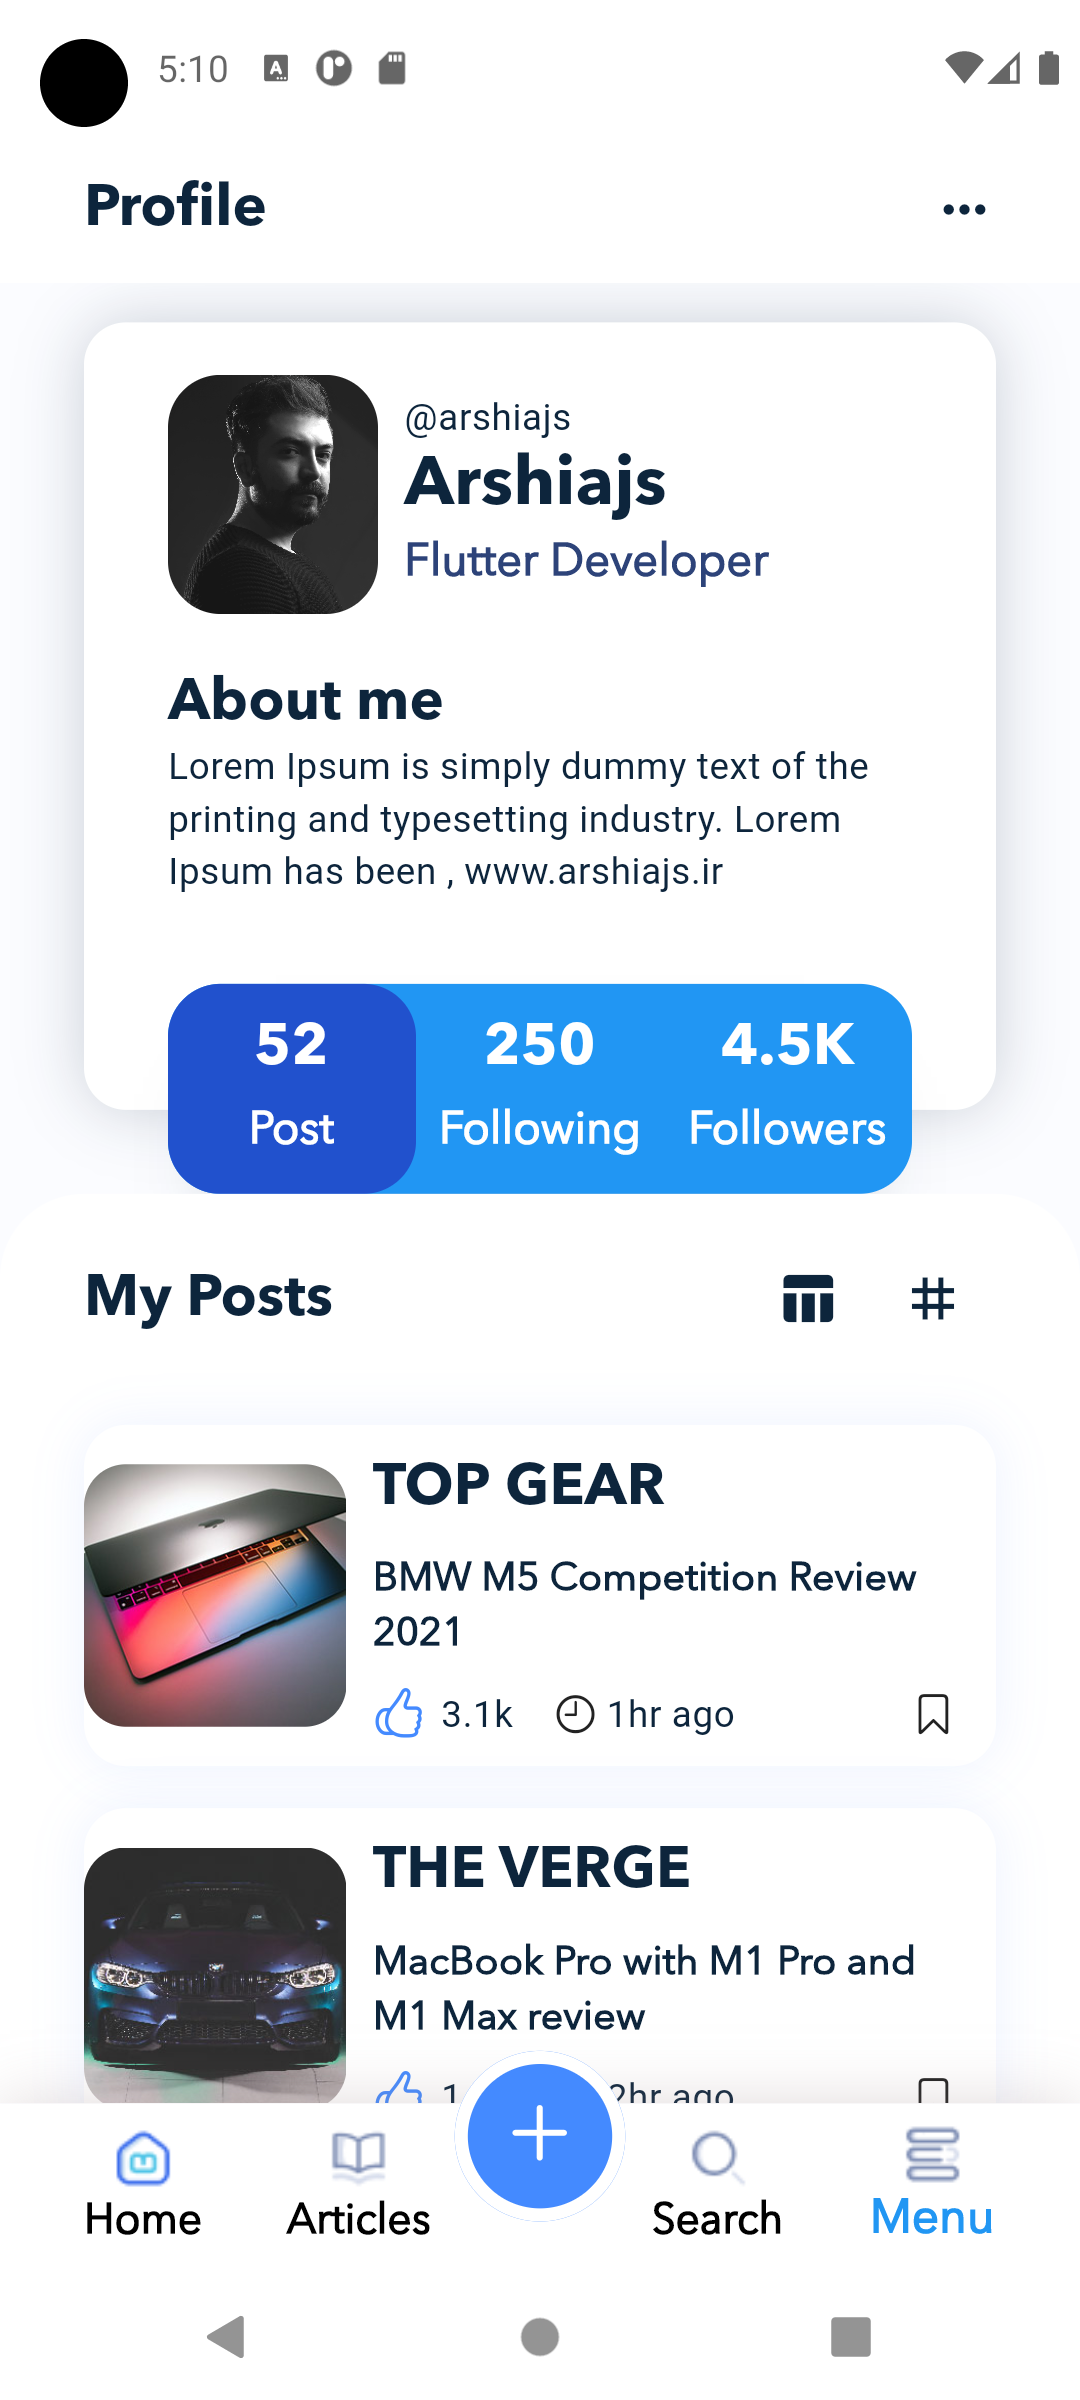 5:10
Profile
@arshiajs
Arshiajs
Flutter Developer
About me
Lorem Ipsum is simply dummy text of the
printing and typesetting industry. Lorem
Ipsum has been , www.arshiajs.ir
52 250 4.5K
Post Following Followers
My Posts
TOP GEAR
BMW M5 Competition Review
2021
3.1k 1hr ago
THE VERGE
MacBook Pro with M1 Pro and
M1 Max review
2hr ago
Home Articles Search Menu